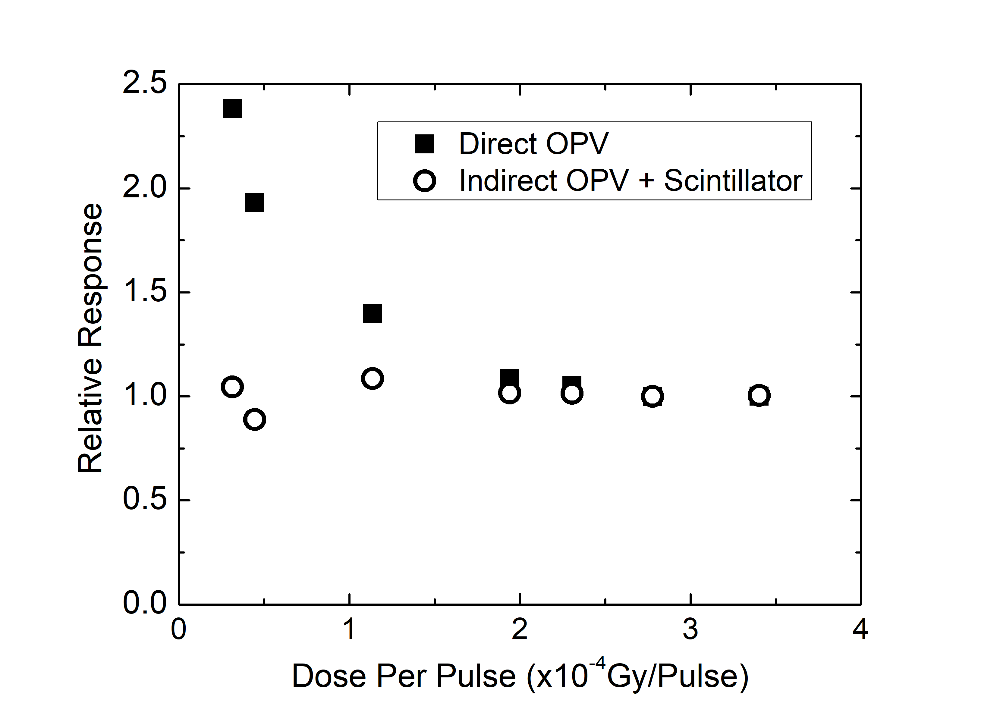 2.5
2.0
1.5
1.0
0.5
0.0
Relative Response
Direct OPV
Indirect OPV + Scintillator
0 1 2 3 4
Dose Per Pulse (x10⁻⁴Gy/Pulse)